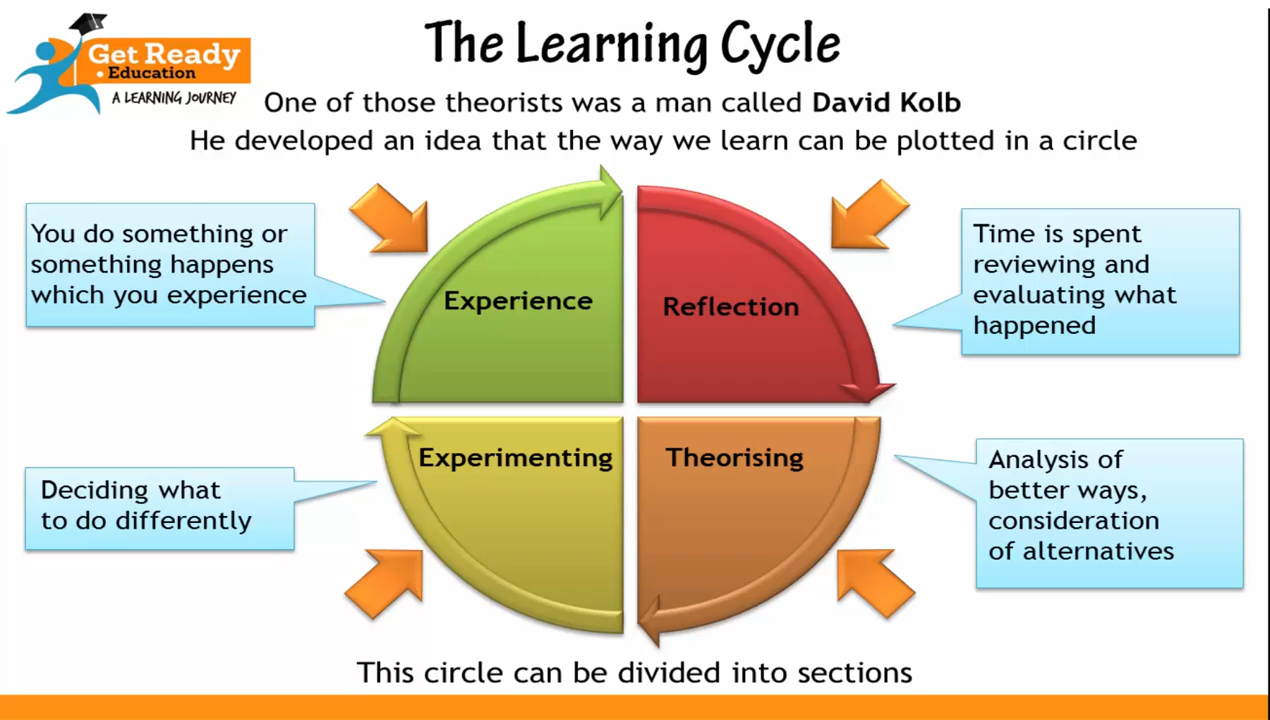 The Learning Cycle
Get Ready
• Education
A LEARNING JOURNEY
One of those theorists was a man called David Kolb
He developed an idea that the way we learn can be plotted in a circle
You do something or
something happens
which you experience
Experience
Reflection
Time is spent
reviewing and
evaluating what
happened
Experimenting
Theorising
Deciding what
to do differently
Analysis of
better ways,
consideration
of alternatives
This circle can be divided into sections